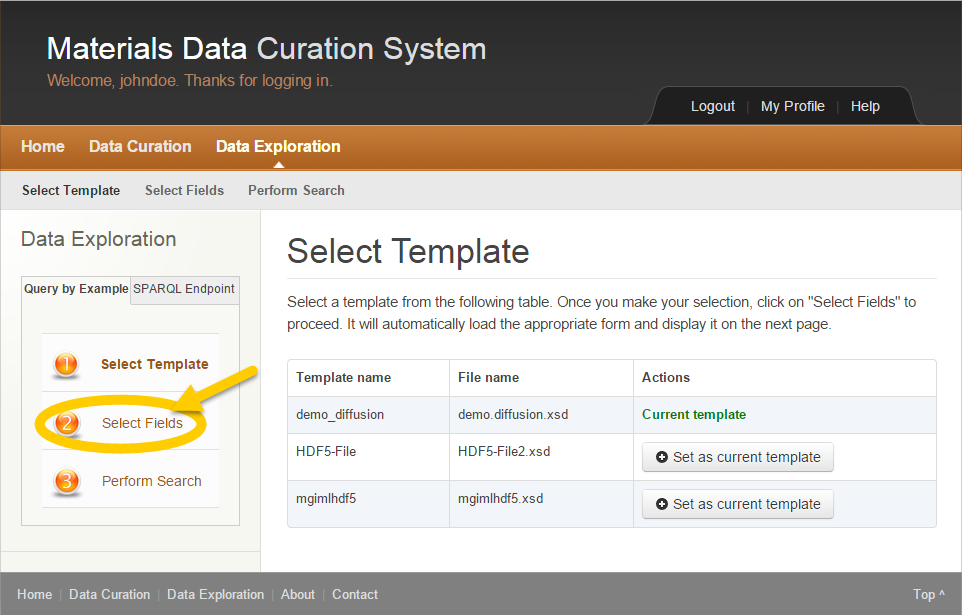 Materials Data Curation System
Welcome, johndoe. Thanks for logging in.
Logout | My Profile | Help
Home Data Curation Data Exploration
Select Template Select Fields Perform Search
Data Exploration
Query by Example SPARQL Endpoint
1 Select Template
2 Select Fields
3 Perform Search
Select Template
Select a template from the following table. Once you make your selection, click on "Select Fields" to
proceed. It will automatically load the appropriate form and display it on the next page.
Template name File name Actions
demo_diffusion demo.diffusion.xsd Current template
HDF5-File HDF5-File2.xsd Set as current template
mgimlhdf5 mgimlhdf5.xsd Set as current template
Home | Data Curation | Data Exploration | About | Contact Top ^